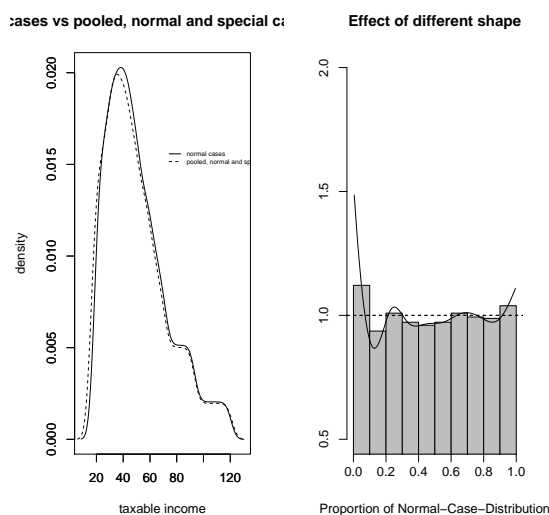 cases vs pooled, normal and special ca
density
0.020
0.015
0.010
0.005
0.000
20 40 60 80 120
taxable income
normal cases
pooled, normal and sp
Effect of different shape
2.0
1.5
1.0
0.5
0.0 0.2 0.4 0.6 0.8 1.0
Proportion of Normal−Case−Distribution